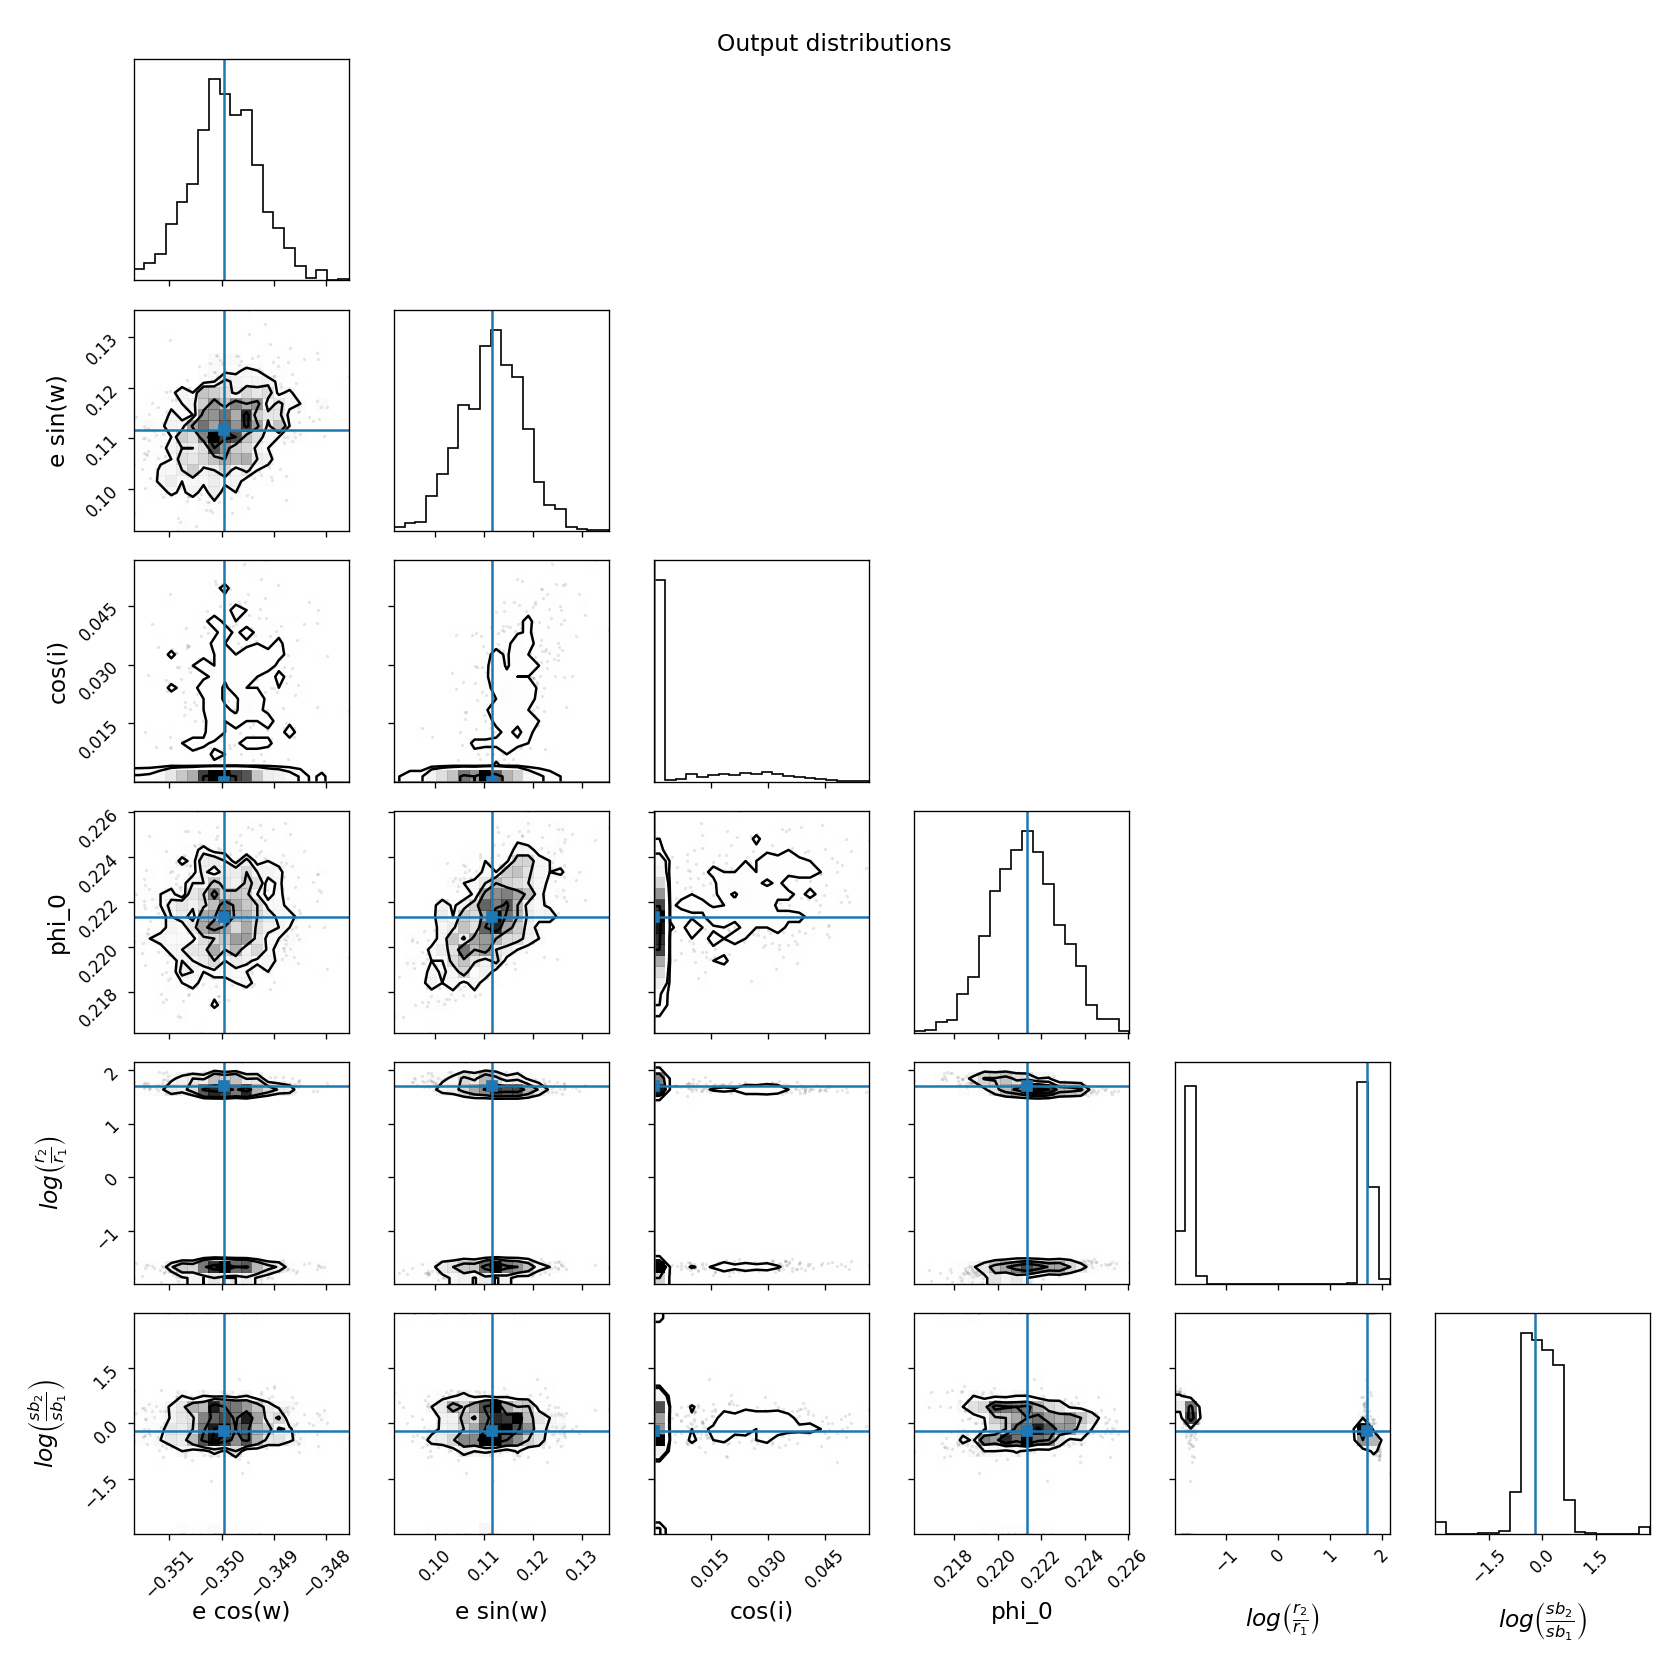 Output distributions
e sin(w)
0.13
0.12
0.11
0.10
cos(i)
0.045
0.030
0.015
phi_0
0.226
0.224
0.222
0.220
0.218
log(r₂/r₁)
2
1
0
−1
log(sb₂/sb₁)
1.5
0.0
−1.5
−0.351 −0.350 −0.349 −0.348
0.10 0.11 0.12 0.13
0.015 0.030 0.045
0.218 0.220 0.222 0.224 0.226
−1 0 1 2
−1.5 0.0 1.5
e cos(w)
e sin(w)
cos(i)
phi_0
log(r₂/r₁)
log(sb₂/sb₁)